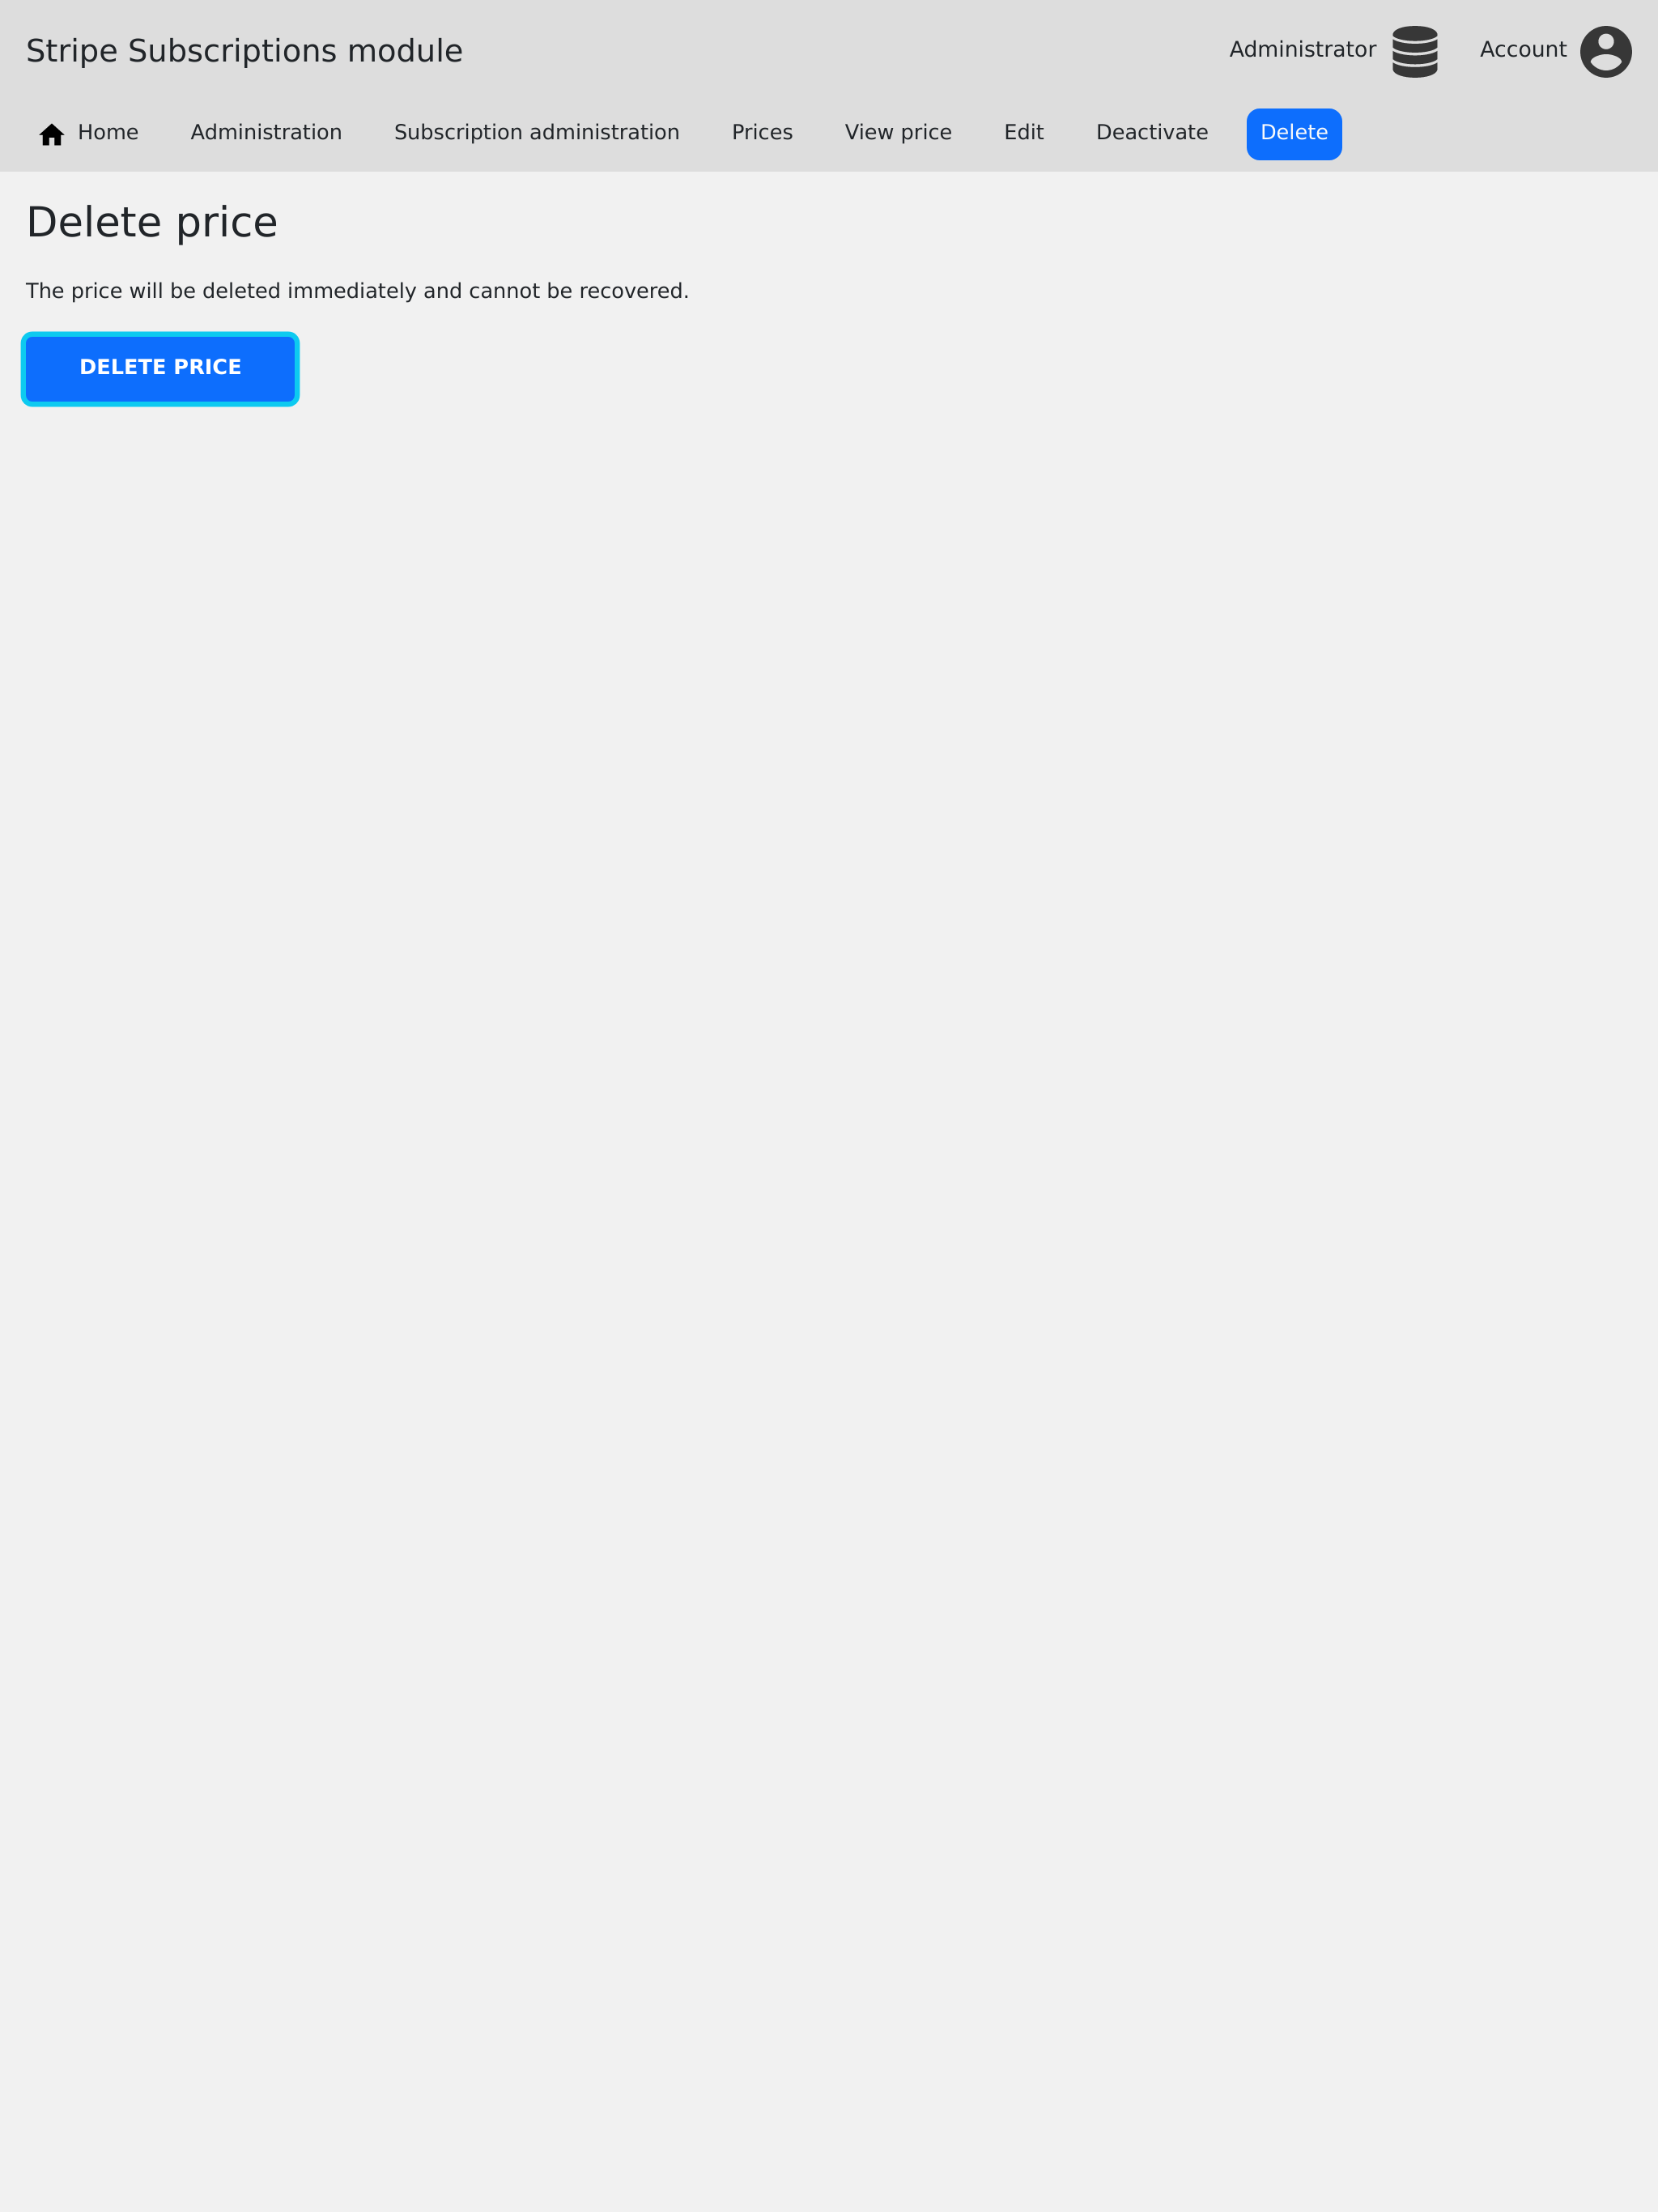 Stripe Subscriptions module
Administrator
Account
Home Administration Subscription administration Prices View price Edit Deactivate Delete
Delete price
The price will be deleted immediately and cannot be recovered.
DELETE PRICE